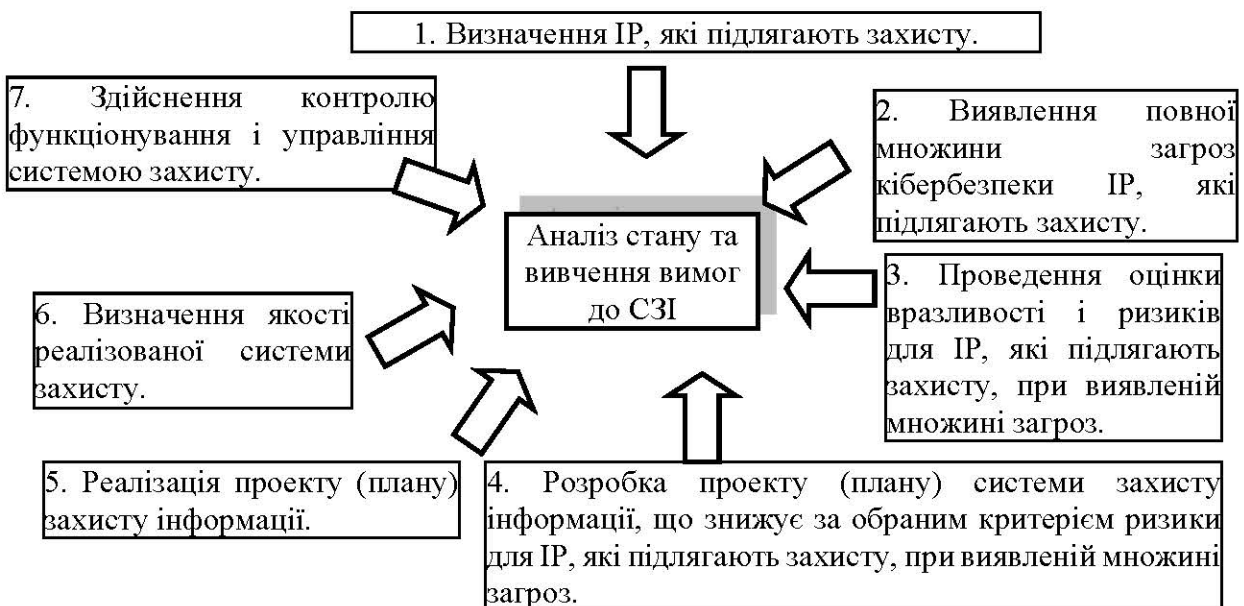 1. Визначення ІР, які підлягають захисту.
7. Здійснення контролю
функціонування і управління
системою захисту.
2. Виявлення повної
множини загроз
кібербезпеки ІР, які
підлягають захисту.
Аналіз стану та
вивчення вимог
до СЗІ
3. Проведення оцінки
вразливості і ризиків
для ІР, які підлягають
захисту, при виявленій
множині загроз.
6. Визначення якості
реалізованої системи
захисту.
5. Реалізація проекту (плану)
захисту інформації.
4. Розробка проекту (плану) системи захисту
інформації, що знижує за обраним критерієм ризики
для ІР, які підлягають захисту, при виявленій множині
загроз.